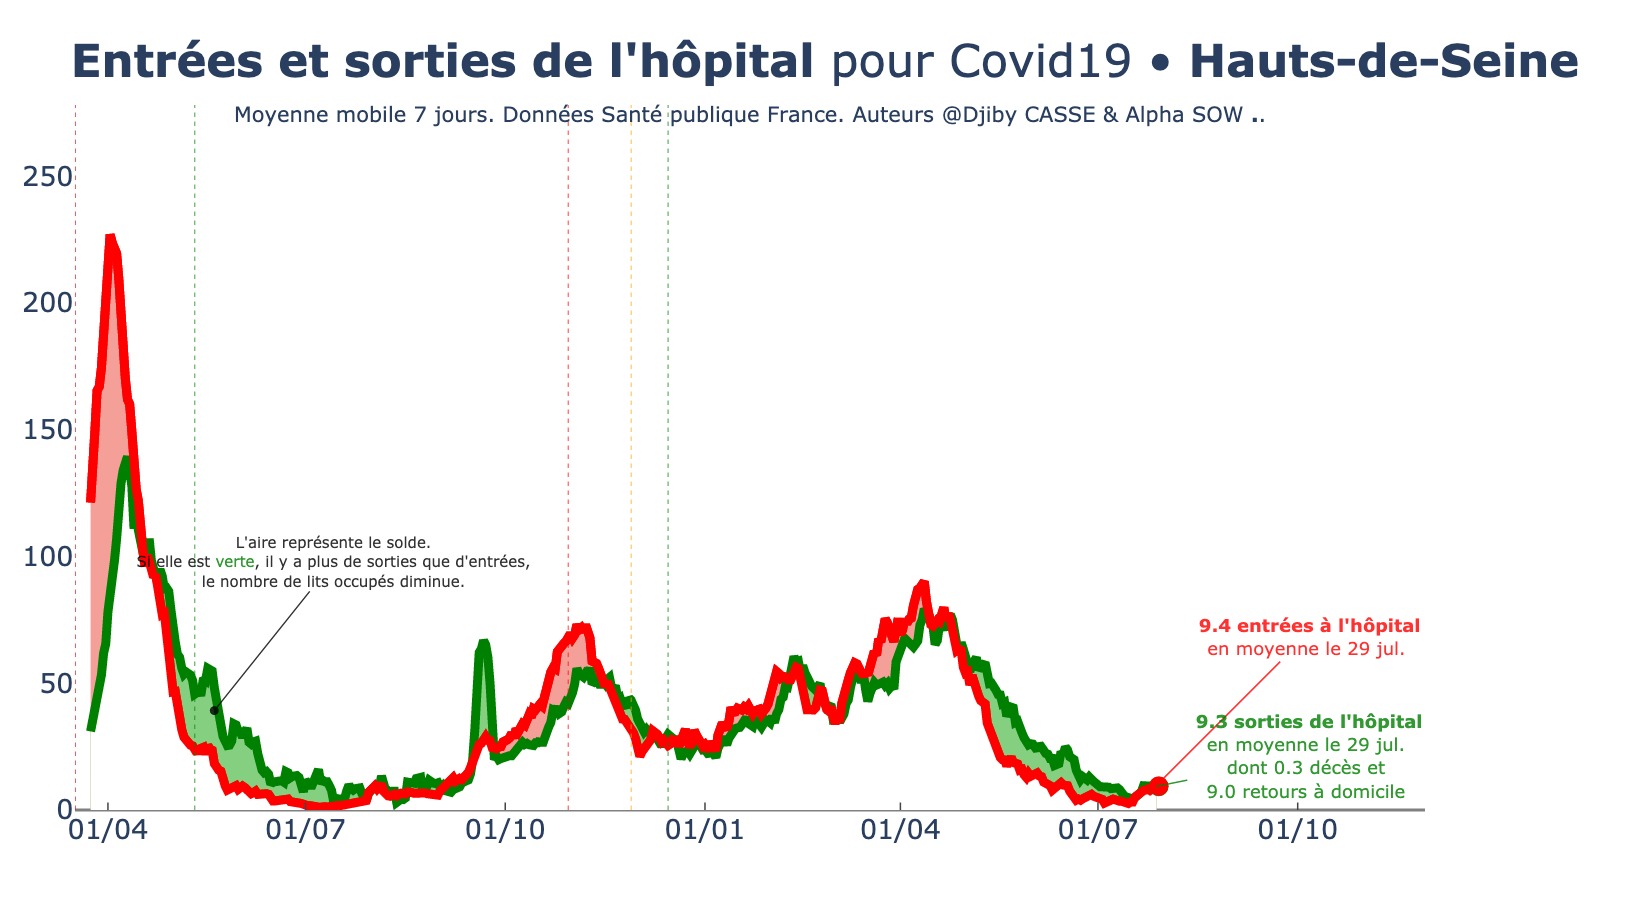 Entrées et sorties de l'hôpital pour Covid19 • Hauts-de-Seine
Moyenne mobile 7 jours. Données Santé publique France. Auteurs @Djiby CASSE & Alpha SOW ..
250
200
150
100
50
0
L'aire représente le solde.
Si elle est verte, il y a plus de sorties que d'entrées,
le nombre de lits occupés diminue.
9.4 entrées à l'hôpital
en moyenne le 29 jul.
9.3 sorties de l'hôpital
en moyenne le 29 jul.
dont 0.3 décès et
9.0 retours à domicile
01/04 01/07 01/10 01/01 01/04 01/07 01/10